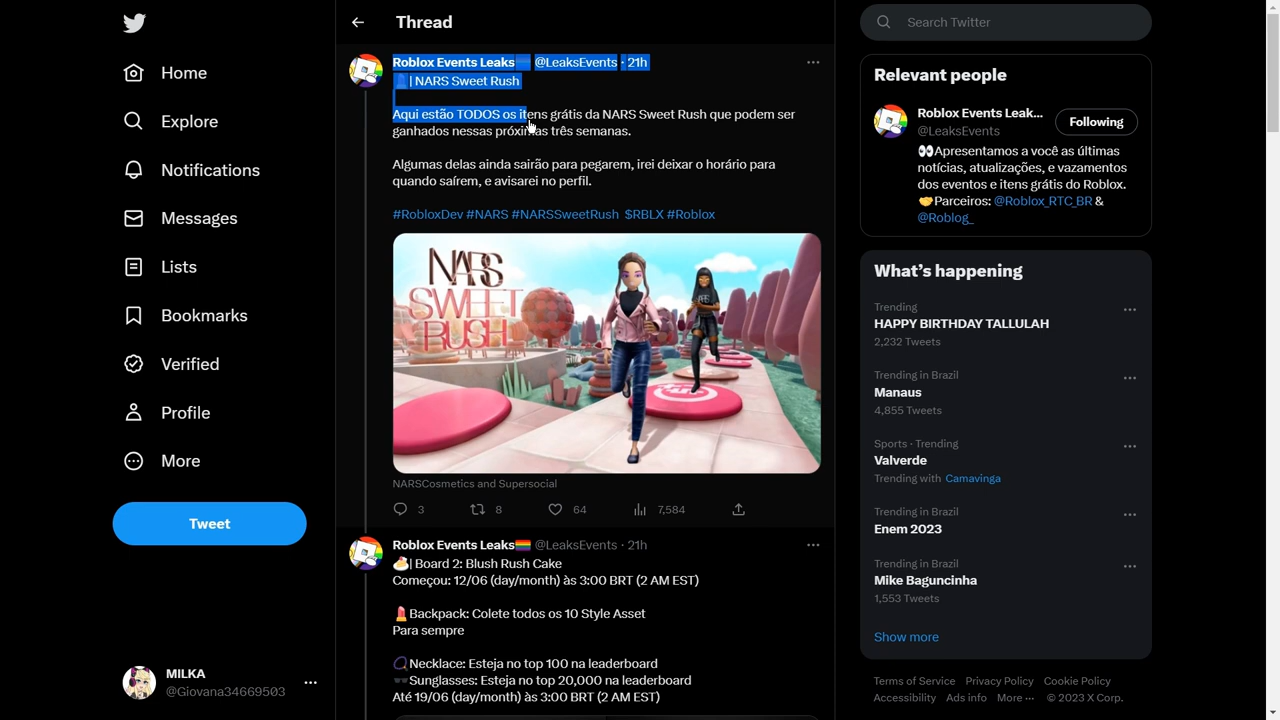 Home
Explore
Notifications
Messages
Lists
Bookmarks
Verified
Profile
More
Tweet
MILKA
@Giovana34669503
Thread
Roblox Events Leaks @LeaksEvents · 21h
| NARS Sweet Rush
Aqui estão TODOS os itens grátis da NARS Sweet Rush que podem ser
ganhados nessas próximas três semanas.
Algumas delas ainda sairão para pegarem, irei deixar o horário para
quando saírem, e avisarei no perfil.
#RobloxDev #NARS #NARSSweetRush $RBLX #Roblox
NARS
SWEET
RUSH
NARSCosmetics and Supersocial
3 8 64 7,584
Roblox Events Leaks @LeaksEvents · 21h
| Board 2: Blush Rush Cake
Começou: 12/06 (day/month) às 3:00 BRT (2 AM EST)
Backpack: Colete todos os 10 Style Asset
Para sempre
Necklace: Esteja no top 100 na leaderboard
Sunglasses: Esteja no top 20,000 na leaderboard
Até 19/06 (day/month) às 3:00 BRT (2 AM EST)
Search Twitter
Relevant people
Roblox Events Leak...
@LeaksEvents
Following
👀Apresentamos a você as últimas
notícias, atualizações, e vazamentos
dos eventos e itens grátis do Roblox.
🤝Parceiros: @Roblox_RTC_BR &
@Roblog_
What's happening
Trending
HAPPY BIRTHDAY TALLULAH
2,232 Tweets
Trending in Brazil
Manaus
4,855 Tweets
Sports · Trending
Valverde
Trending with Camavinga
Trending in Brazil
Enem 2023
Trending in Brazil
Mike Baguncinha
1,553 Tweets
Show more
Terms of Service Privacy Policy Cookie Policy
Accessibility Ads info More ··· © 2023 X Corp.